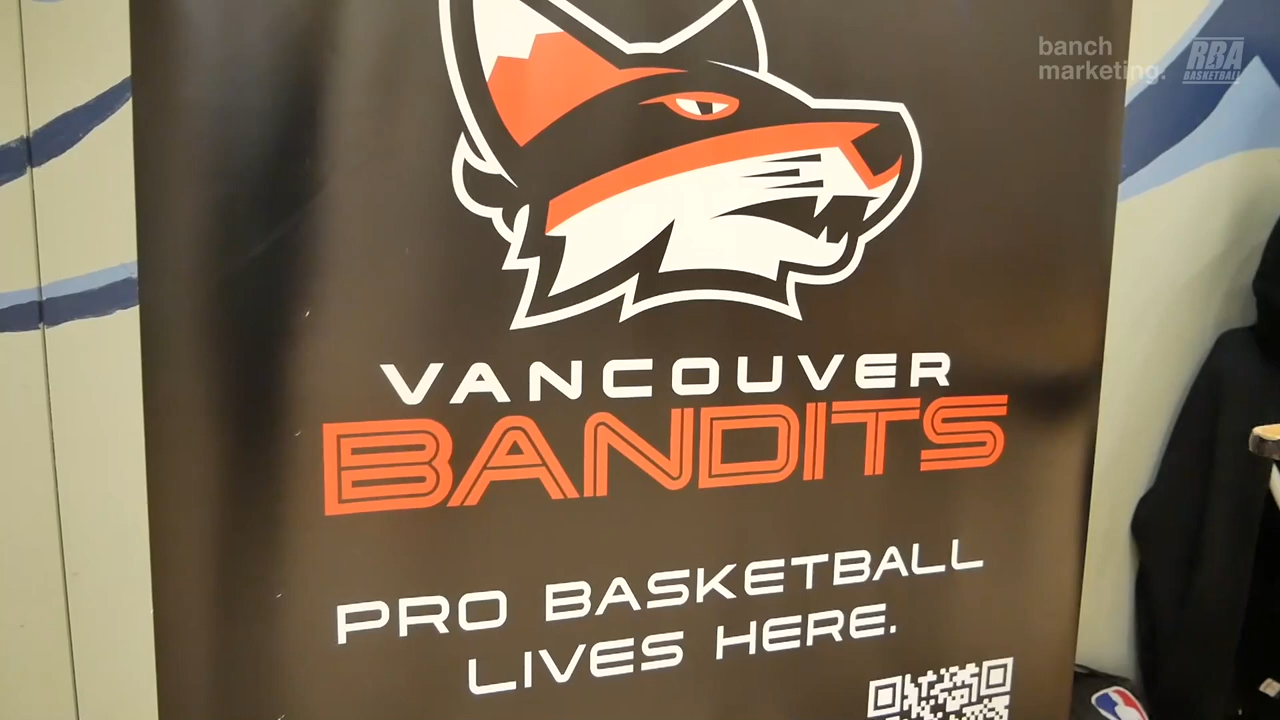 banch
marketing.
RBA
BASKETBALL
VANCOUVER
BANDITS
PRO BASKETBALL
LIVES HERE.